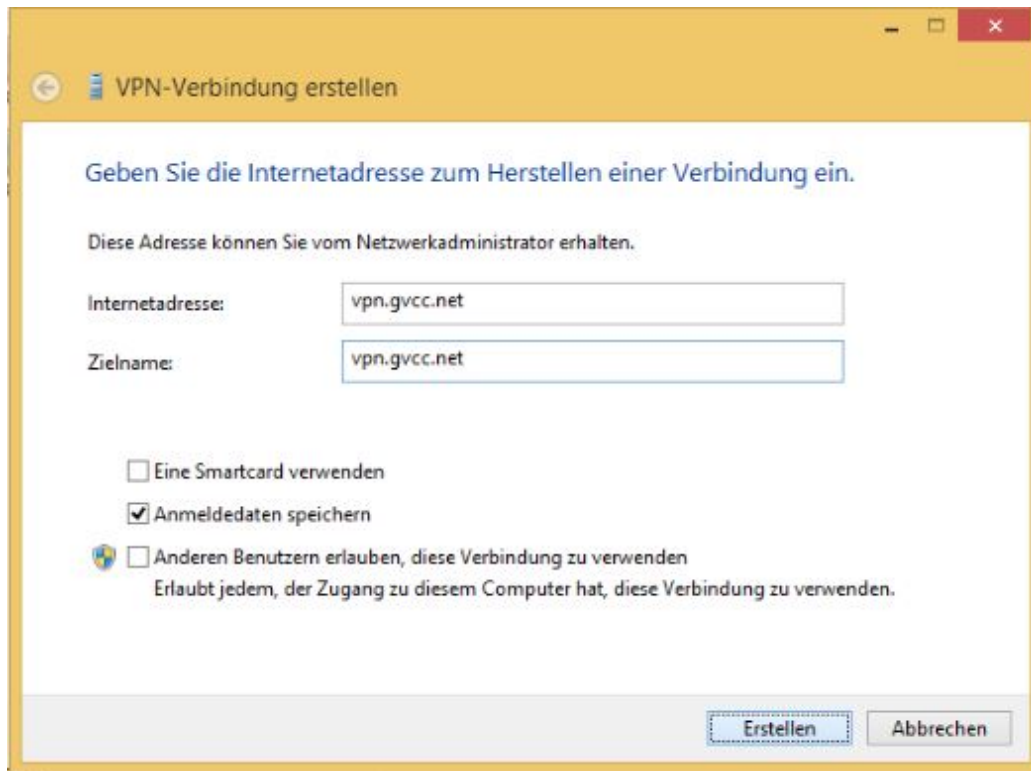 VPN-Verbindung erstellen
Geben Sie die Internetadresse zum Herstellen einer Verbindung ein.
Diese Adresse können Sie vom Netzwerkadministrator erhalten.
Internetadresse: vpn.gvcc.net
Zielname: vpn.gvcc.net
Eine Smartcard verwenden
Anmeldedaten speichern
Anderen Benutzern erlauben, diese Verbindung zu verwenden
Erlaubt jedem, der Zugang zu diesem Computer hat, diese Verbindung zu verwenden.
Erstellen Abbrechen